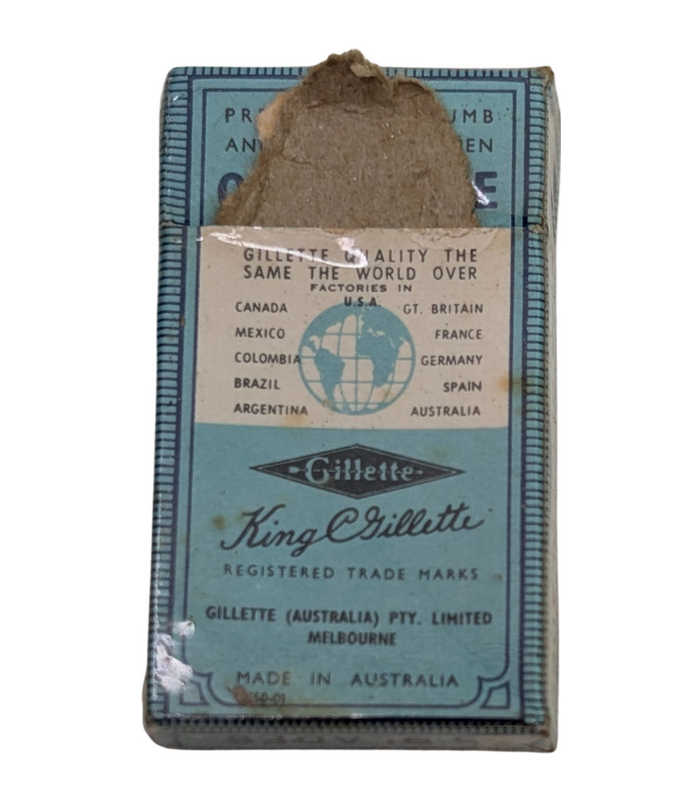 GILLETTE QUALITY THE
SAME THE WORLD OVER
FACTORIES IN
U.S.A.
CANADA GT. BRITAIN
MEXICO FRANCE
COLOMBIA GERMANY
BRAZIL SPAIN
ARGENTINA AUSTRALIA
Gillette
King C Gillette
REGISTERED TRADE MARKS
GILLETTE (AUSTRALIA) PTY. LIMITED
MELBOURNE
MADE IN AUSTRALIA